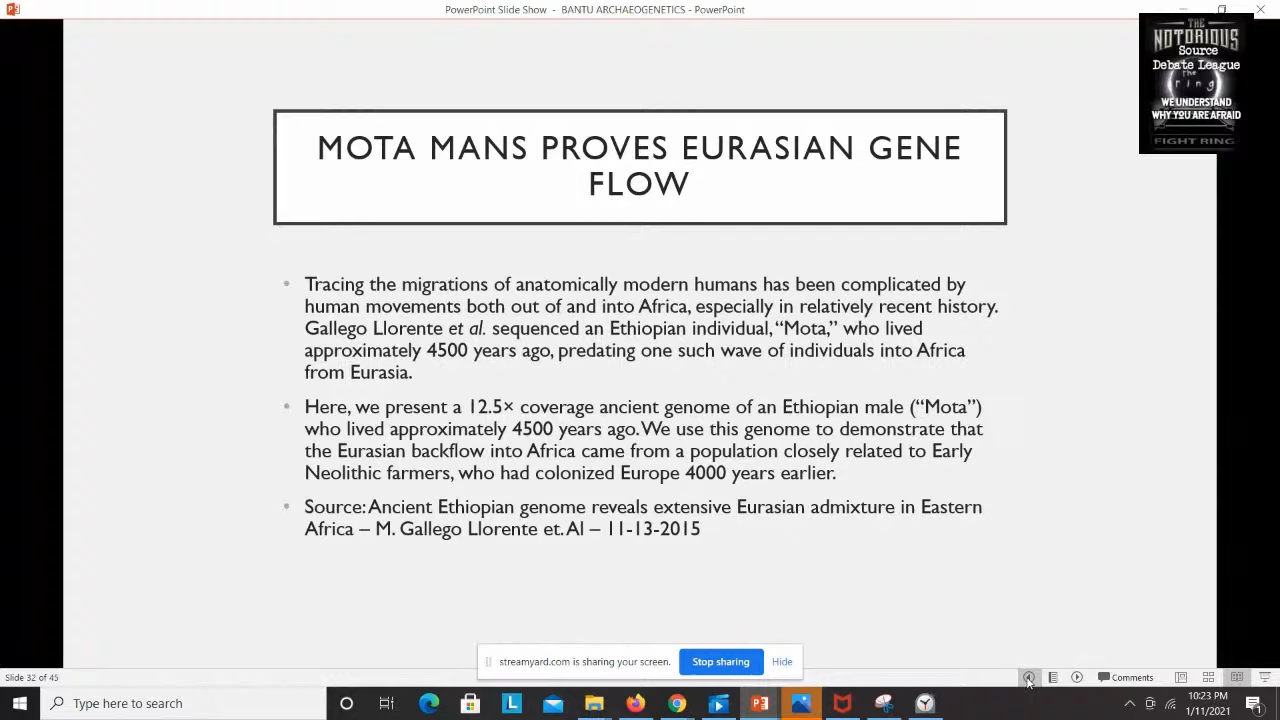 PowerPoint Slide Show - BANTU ARCHAEOGENETICS - PowerPoint
THE
NOTORIOUS
Source
Debate League
The
ring
WE UNDERSTAND
WHY YOU ARE AFRAID
FIGHT RING
MOTA MANS PROVES EURASIAN GENE
FLOW
• Tracing the migrations of anatomically modern humans has been complicated by
human movements both out of and into Africa, especially in relatively recent history.
Gallego Llorente et al. sequenced an Ethiopian individual, “Mota,” who lived
approximately 4500 years ago, predating one such wave of individuals into Africa
from Eurasia.
• Here, we present a 12.5× coverage ancient genome of an Ethiopian male (“Mota”)
who lived approximately 4500 years ago. We use this genome to demonstrate that
the Eurasian backflow into Africa came from a population closely related to Early
Neolithic farmers, who had colonized Europe 4000 years earlier.
• Source: Ancient Ethiopian genome reveals extensive Eurasian admixture in Eastern
Africa – M. Gallego Llorente et. Al – 11-13-2015
streamyard.com is sharing your screen. Stop sharing Hide
Slide 32 of 45 Comments
Type here to search
10:23 PM
1/11/2021
1